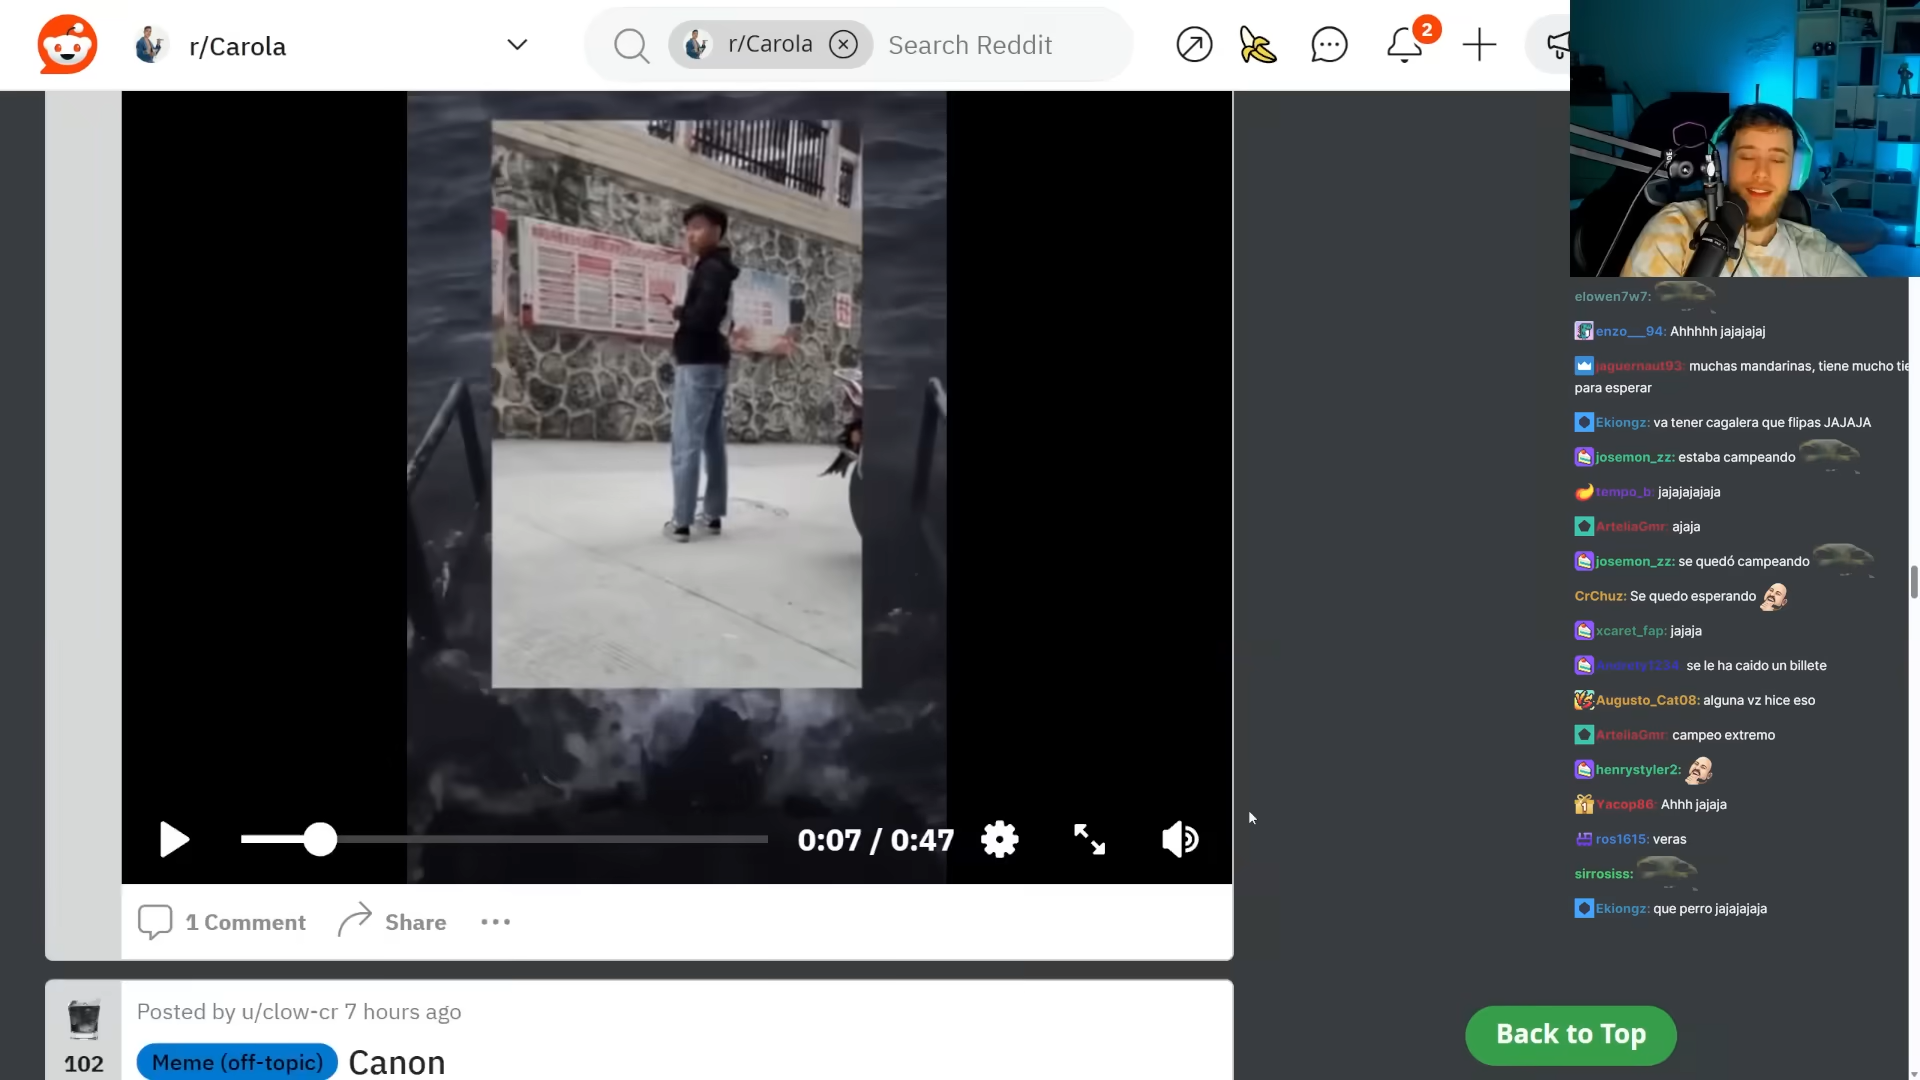 r/Carola
r/Carola
Search Reddit
2
0:07 / 0:47
1 Comment
Share
Posted by u/clow-cr 7 hours ago
102
Meme (off-topic)
Canon
elowen7w7:
enzo__94: Ahhhhh jajajajaj
jaguernaut93: muchas mandarinas, tiene mucho tie
para esperar
Ekiongz: va tener cagalera que flipas JAJAJA
josemon_zz: estaba campeando
tempo_b: jajajajajaja
ArteliaGmr: ajaja
josemon_zz: se quedó campeando
CrChuz: Se quedo esperando
xcaret_fap: jajaja
se le ha caido un billete
Augusto_Cat08: alguna vz hice eso
ArteliaGmr: campeo extremo
henrystyler2:
Yacop86: Ahhh jajaja
ros1615: veras
sirrosiss:
Ekiongz: que perro jajajajaja
Back to Top